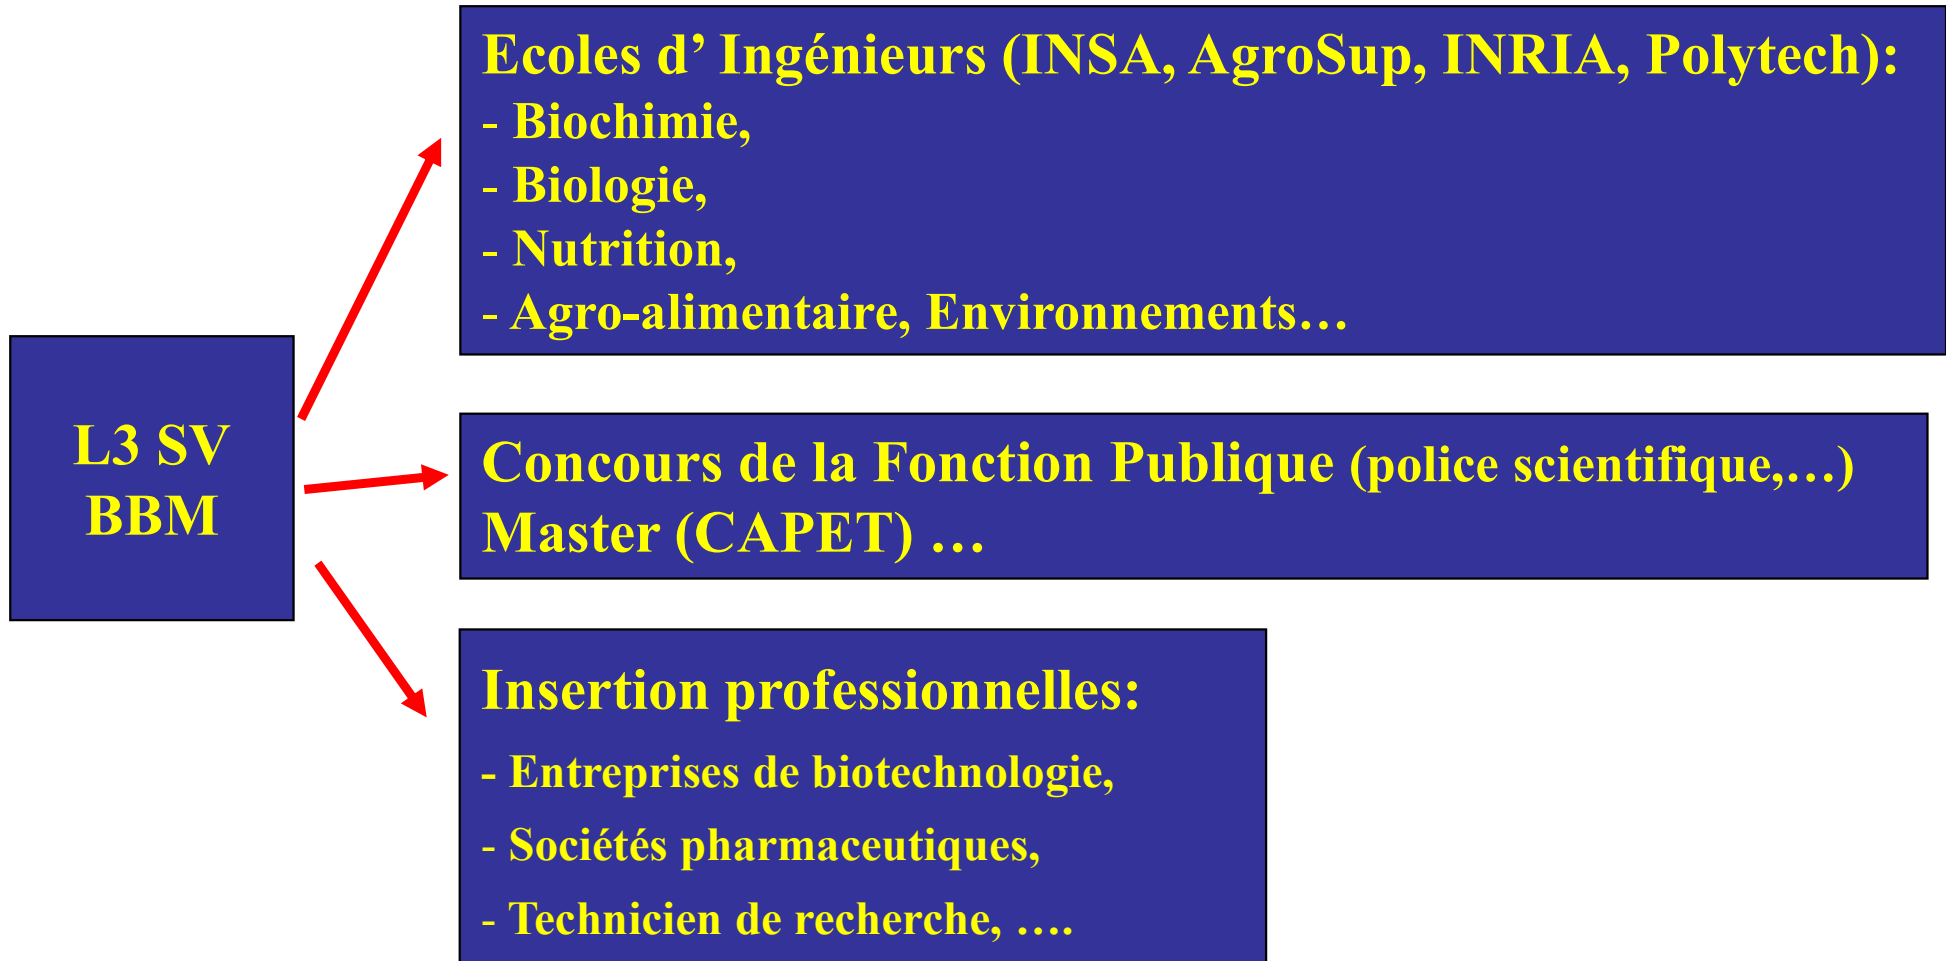 Ecoles d’ Ingénieurs (INSA, AgroSup, INRIA, Polytech):
- Biochimie,
- Biologie,
- Nutrition,
- Agro-alimentaire, Environnements…
L3 SV
BBM
Concours de la Fonction Publique (police scientifique,…)
Master (CAPET) …
Insertion professionnelles:
- Entreprises de biotechnologie,
- Sociétés pharmaceutiques,
- Technicien de recherche, ….